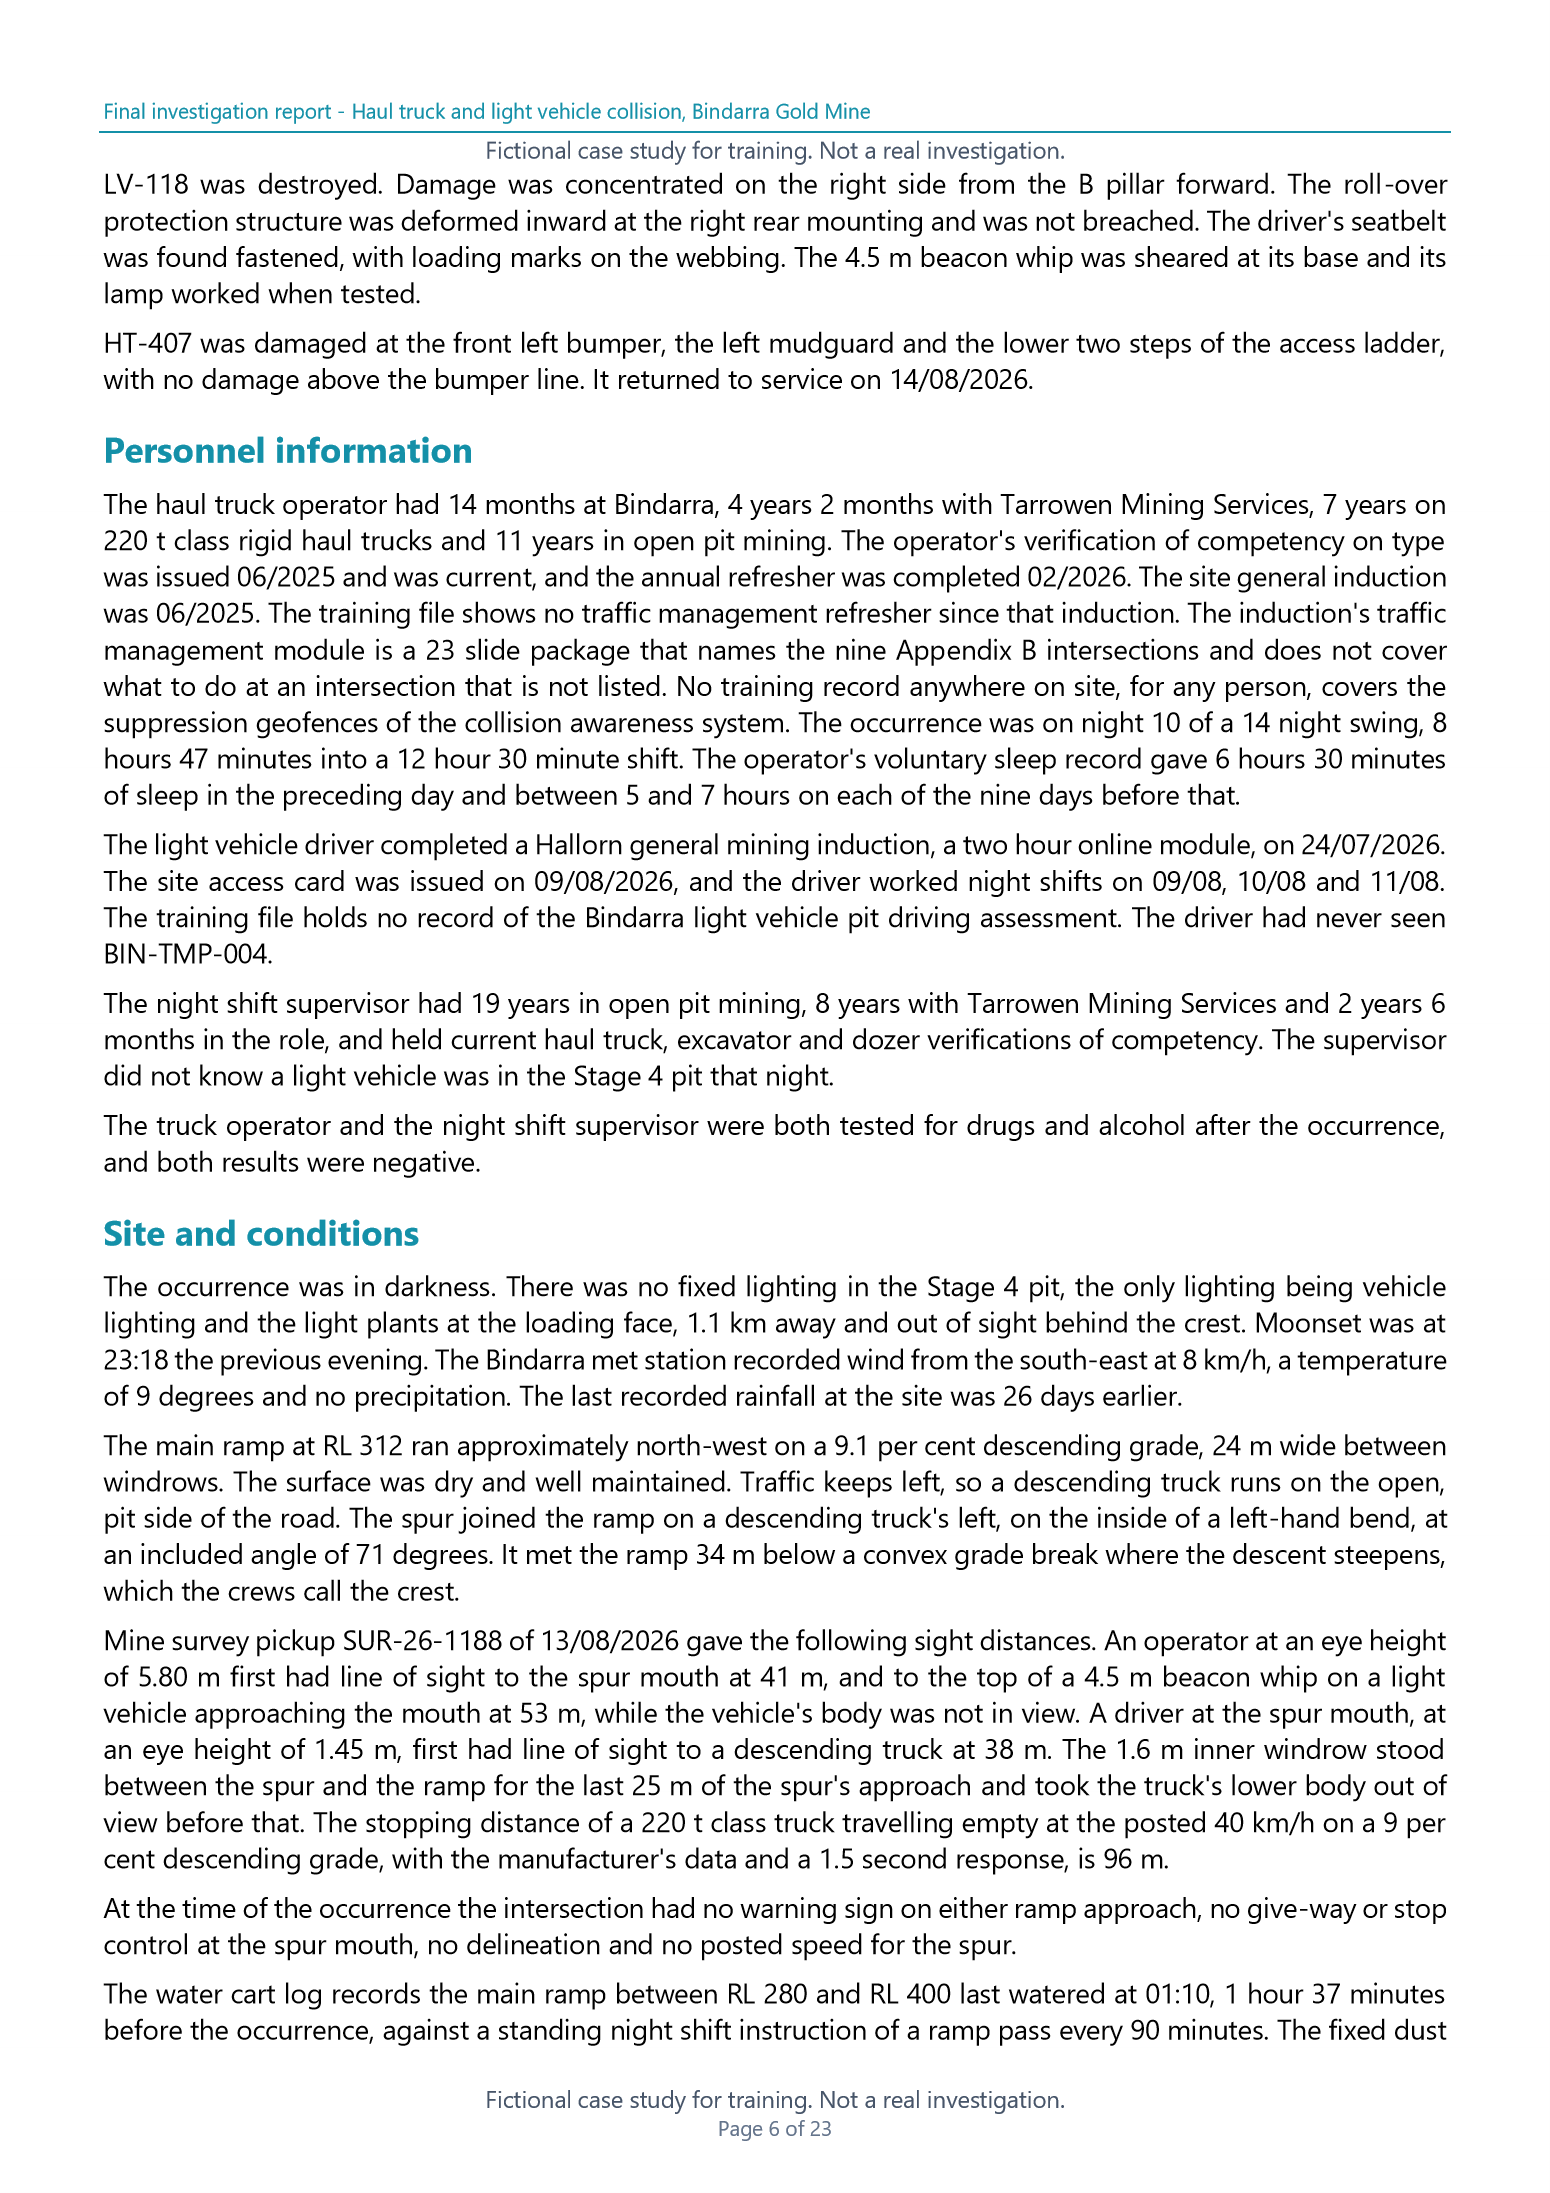 Final investigation report - Haul truck and light vehicle collision, Bindarra Gold Mine
Fictional case study for training. Not a real investigation.
LV-118 was destroyed. Damage was concentrated on the right side from the B pillar forward. The roll-over
protection structure was deformed inward at the right rear mounting and was not breached. The driver's seatbelt
was found fastened, with loading marks on the webbing. The 4.5 m beacon whip was sheared at its base and its
lamp worked when tested.
HT-407 was damaged at the front left bumper, the left mudguard and the lower two steps of the access ladder,
with no damage above the bumper line. It returned to service on 14/08/2026.
Personnel information
The haul truck operator had 14 months at Bindarra, 4 years 2 months with Tarrowen Mining Services, 7 years on
220 t class rigid haul trucks and 11 years in open pit mining. The operator's verification of competency on type
was issued 06/2025 and was current, and the annual refresher was completed 02/2026. The site general induction
was 06/2025. The training file shows no traffic management refresher since that induction. The induction's traffic
management module is a 23 slide package that names the nine Appendix B intersections and does not cover
what to do at an intersection that is not listed. No training record anywhere on site, for any person, covers the
suppression geofences of the collision awareness system. The occurrence was on night 10 of a 14 night swing, 8
hours 47 minutes into a 12 hour 30 minute shift. The operator's voluntary sleep record gave 6 hours 30 minutes
of sleep in the preceding day and between 5 and 7 hours on each of the nine days before that.
The light vehicle driver completed a Hallorn general mining induction, a two hour online module, on 24/07/2026.
The site access card was issued on 09/08/2026, and the driver worked night shifts on 09/08, 10/08 and 11/08.
The training file holds no record of the Bindarra light vehicle pit driving assessment. The driver had never seen
BIN-TMP-004.
The night shift supervisor had 19 years in open pit mining, 8 years with Tarrowen Mining Services and 2 years 6
months in the role, and held current haul truck, excavator and dozer verifications of competency. The supervisor
did not know a light vehicle was in the Stage 4 pit that night.
The truck operator and the night shift supervisor were both tested for drugs and alcohol after the occurrence,
and both results were negative.
Site and conditions
The occurrence was in darkness. There was no fixed lighting in the Stage 4 pit, the only lighting being vehicle
lighting and the light plants at the loading face, 1.1 km away and out of sight behind the crest. Moonset was at
23:18 the previous evening. The Bindarra met station recorded wind from the south-east at 8 km/h, a temperature
of 9 degrees and no precipitation. The last recorded rainfall at the site was 26 days earlier.
The main ramp at RL 312 ran approximately north-west on a 9.1 per cent descending grade, 24 m wide between
windrows. The surface was dry and well maintained. Traffic keeps left, so a descending truck runs on the open,
pit side of the road. The spur joined the ramp on a descending truck's left, on the inside of a left-hand bend, at
an included angle of 71 degrees. It met the ramp 34 m below a convex grade break where the descent steepens,
which the crews call the crest.
Mine survey pickup SUR-26-1188 of 13/08/2026 gave the following sight distances. An operator at an eye height
of 5.80 m first had line of sight to the spur mouth at 41 m, and to the top of a 4.5 m beacon whip on a light
vehicle approaching the mouth at 53 m, while the vehicle's body was not in view. A driver at the spur mouth, at
an eye height of 1.45 m, first had line of sight to a descending truck at 38 m. The 1.6 m inner windrow stood
between the spur and the ramp for the last 25 m of the spur's approach and took the truck's lower body out of
view before that. The stopping distance of a 220 t class truck travelling empty at the posted 40 km/h on a 9 per
cent descending grade, with the manufacturer's data and a 1.5 second response, is 96 m.
At the time of the occurrence the intersection had no warning sign on either ramp approach, no give-way or stop
control at the spur mouth, no delineation and no posted speed for the spur.
The water cart log records the main ramp between RL 280 and RL 400 last watered at 01:10, 1 hour 37 minutes
before the occurrence, against a standing night shift instruction of a ramp pass every 90 minutes. The fixed dust
Fictional case study for training. Not a real investigation.
Page 6 of 23